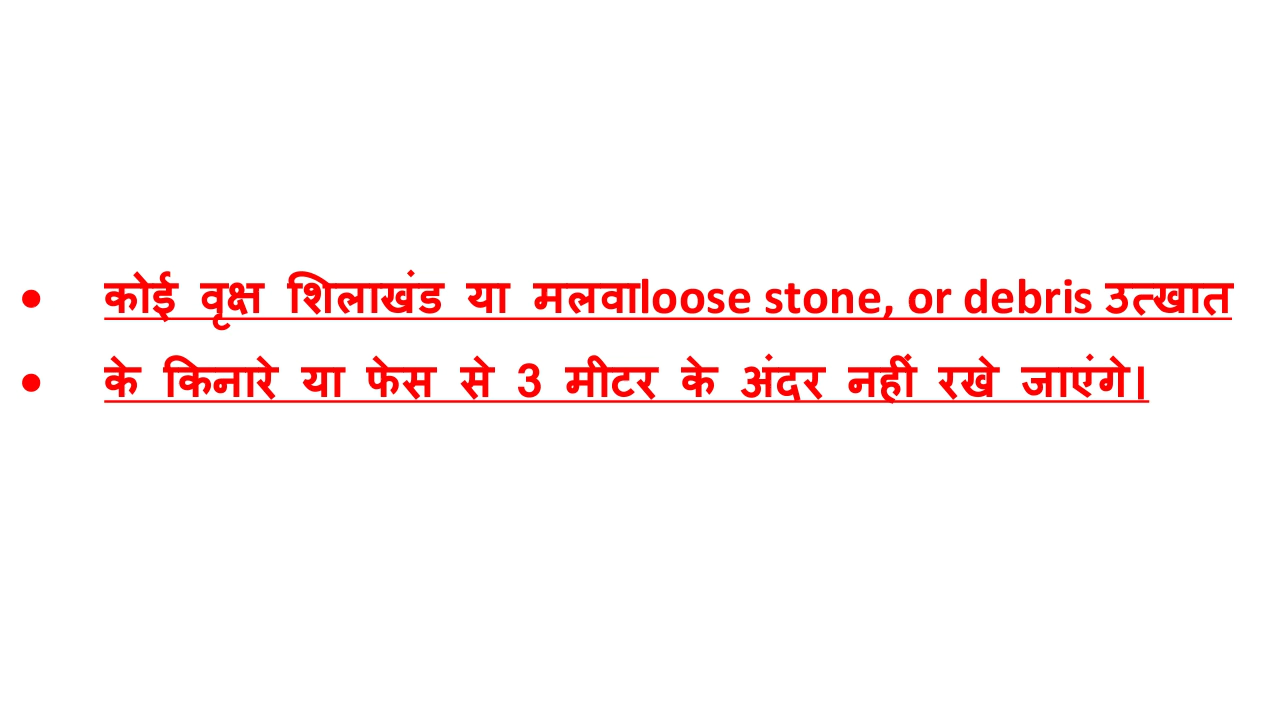 • कोई वृक्ष शिलाखंड या मलवाloose stone, or debris उत्खात
• के किनारे या फेस से 3 मीटर के अंदर नहीं रखे जाएंगे।